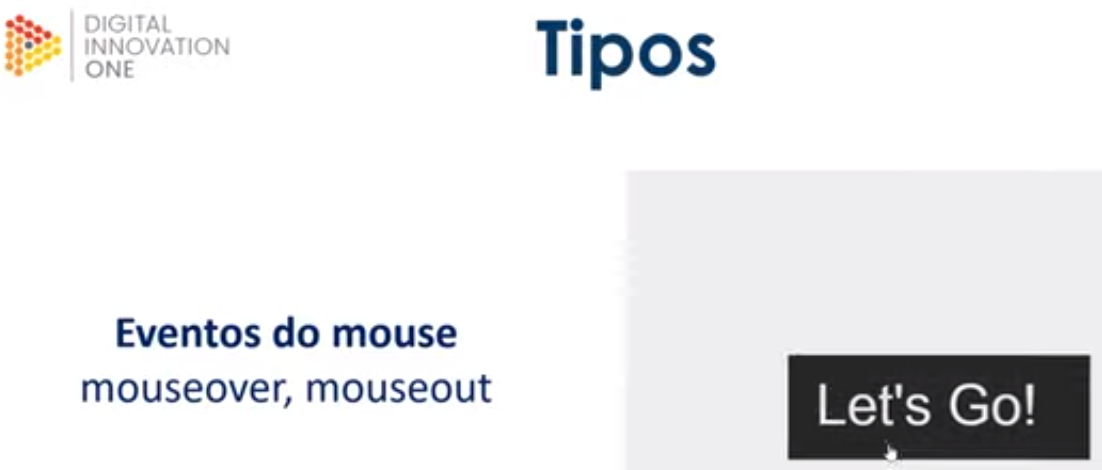 DIGITAL
INNOVATION
ONE
Tipos
Eventos do mouse
mouseover, mouseout
Let's Go!